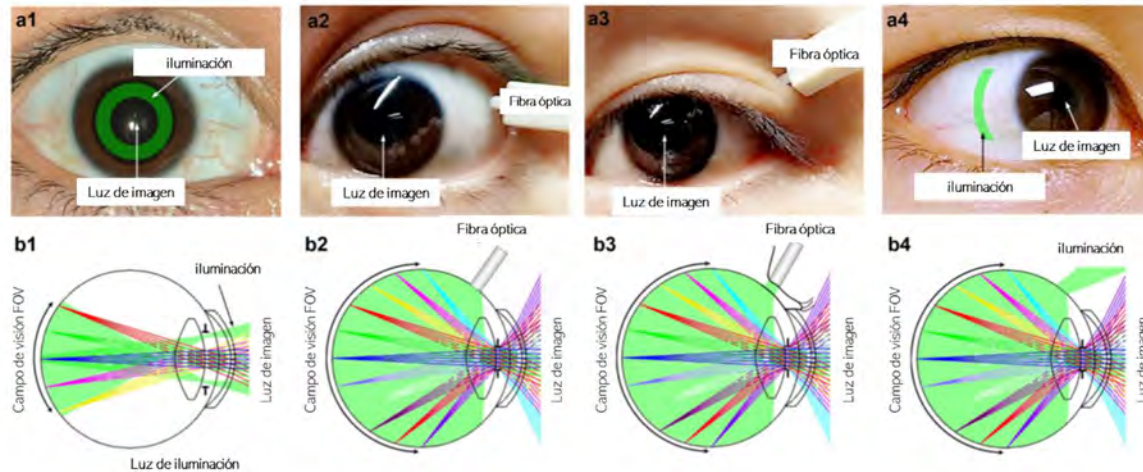 a1
iluminación
Luz de imagen
a2
Fibra óptica
Luz de imagen
a3
Fibra óptica
Luz de imagen
a4
Luz de imagen
iluminación
b1
iluminación
Campo de visión FOV
Luz de imagen
Luz de iluminación
b2
Fibra óptica
Campo de visión FOV
Luz de imagen
b3
Fibra óptica
Campo de visión FOV
Luz de imagen
b4
iluminación
Campo de visión FOV
Luz de imagen